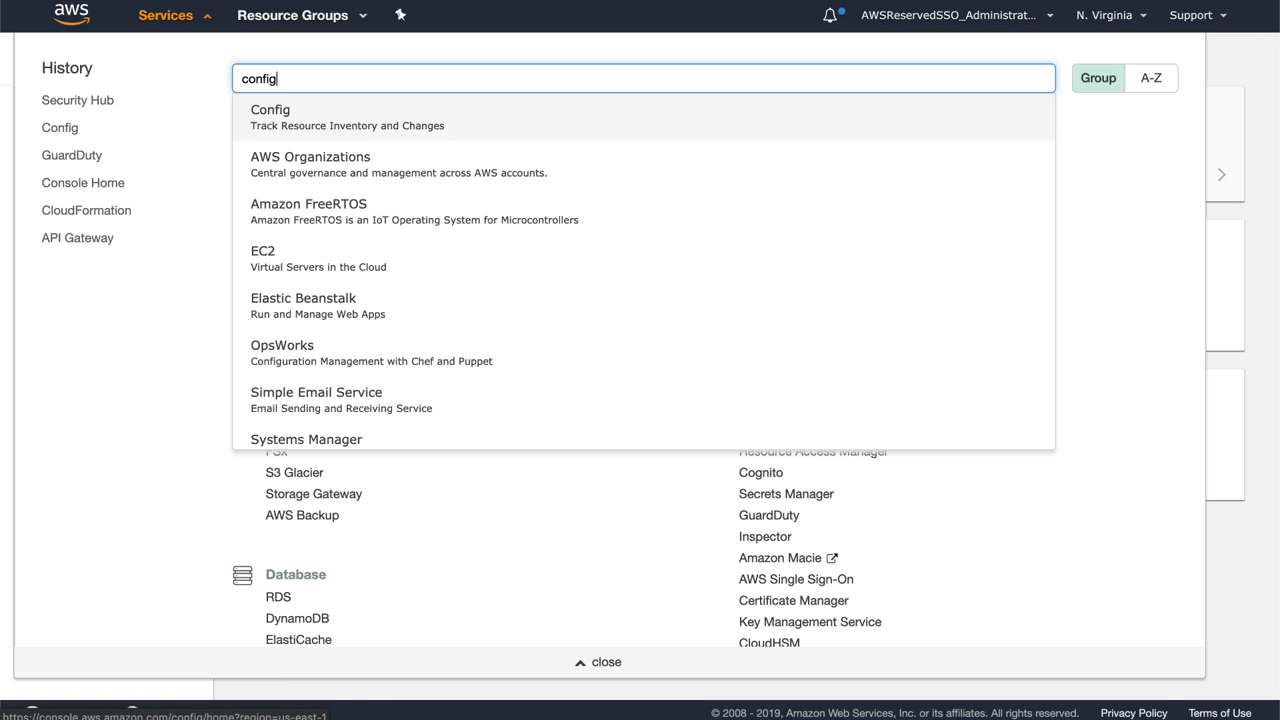 aws
Services
Resource Groups
AWSReservedSSO_Administrat...
N. Virginia
Support
History
Security Hub
Config
GuardDuty
Console Home
CloudFormation
API Gateway
config
Group
A-Z
Config
Track Resource Inventory and Changes
AWS Organizations
Central governance and management across AWS accounts.
Amazon FreeRTOS
Amazon FreeRTOS is an IoT Operating System for Microcontrollers
EC2
Virtual Servers in the Cloud
Elastic Beanstalk
Run and Manage Web Apps
OpsWorks
Configuration Management with Chef and Puppet
Simple Email Service
Email Sending and Receiving Service
Systems Manager
FSx
S3 Glacier
Storage Gateway
AWS Backup
Database
RDS
DynamoDB
ElastiCache
Resource Access Manager
Cognito
Secrets Manager
GuardDuty
Inspector
Amazon Macie
AWS Single Sign-On
Certificate Manager
Key Management Service
CloudHSM
close
https://console.aws.amazon.com/config/home?region=us-east-1
© 2008 - 2019, Amazon Web Services, Inc. or its affiliates. All rights reserved.
Privacy Policy
Terms of Use